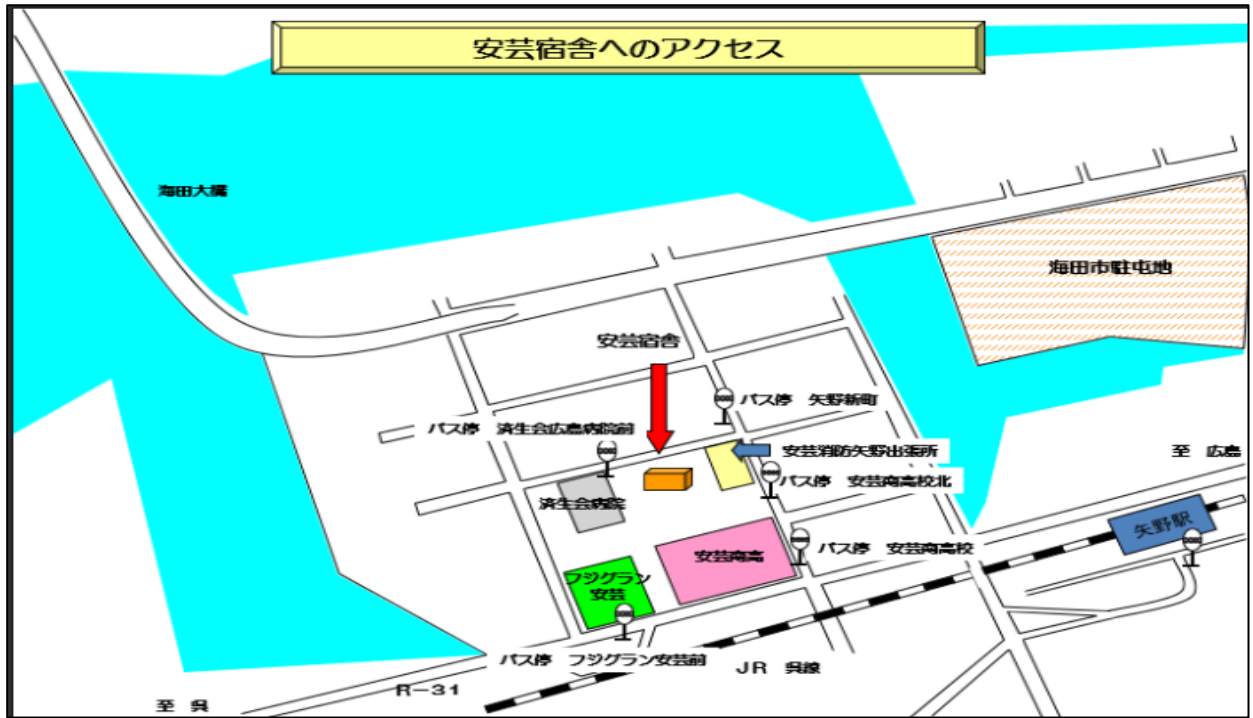 安芸宿舎へのアクセス
海田大橋
海田市駐屯地
安芸宿舎
バス停 矢野新町
バス停 済生会広島病院前
安芸消防矢野出張所
至 広島
バス停 安芸南高校北
済生会病院
矢野駅
安芸南高
バス停 安芸南高校
フジグラン
安芸
バス停 フジグラン安芸前
JR 呉線
R-31
至 呉